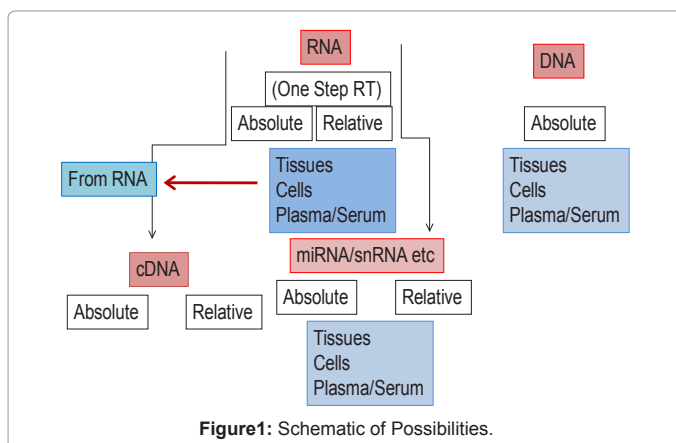 RNA
DNA
(One Step RT)
Absolute
Relative
Absolute
From RNA
Tissues
Cells
Plasma/Serum
Tissues
Cells
Plasma/Serum
cDNA
miRNA/snRNA etc
Absolute
Relative
Absolute
Relative
Tissues
Cells
Plasma/Serum
Figure1: Schematic of Possibilities.